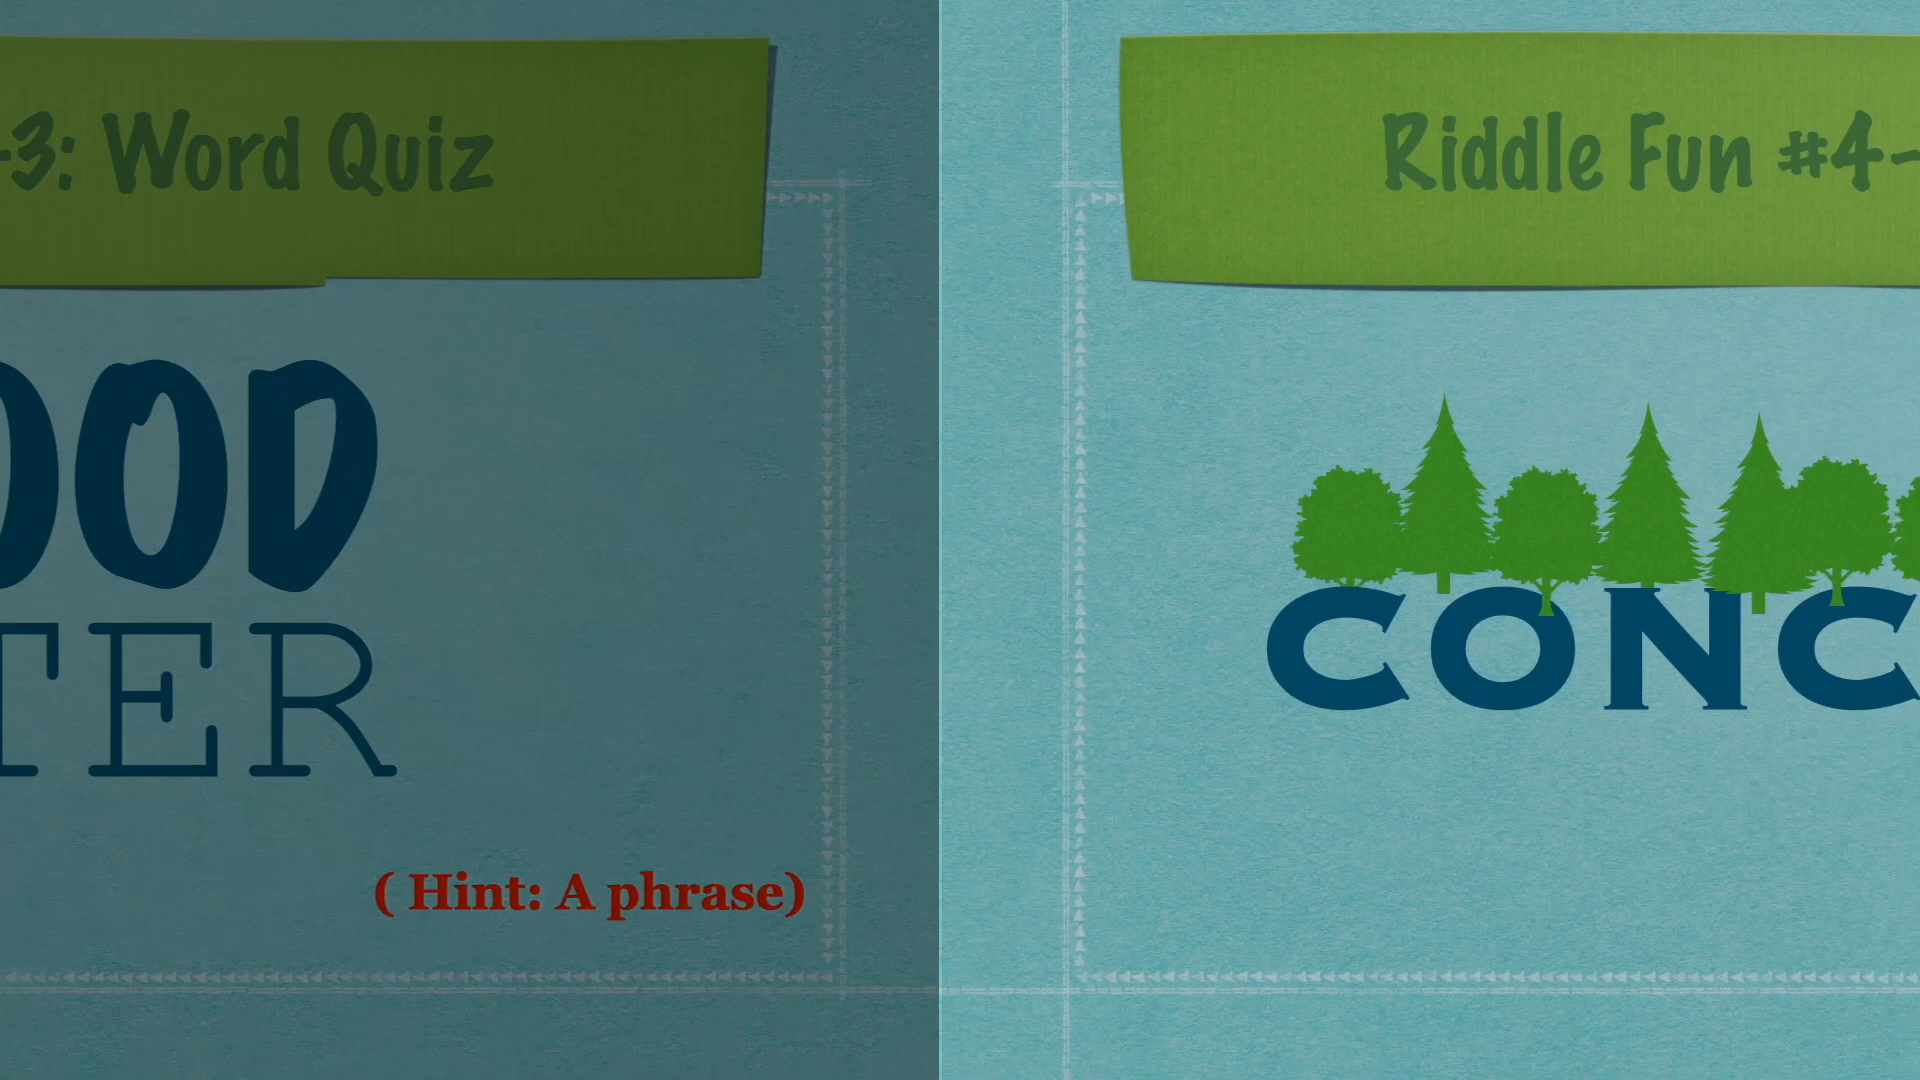 -3: Word Quiz
OOD
TER
( Hint: A phrase)
Riddle Fun #4-
CONC